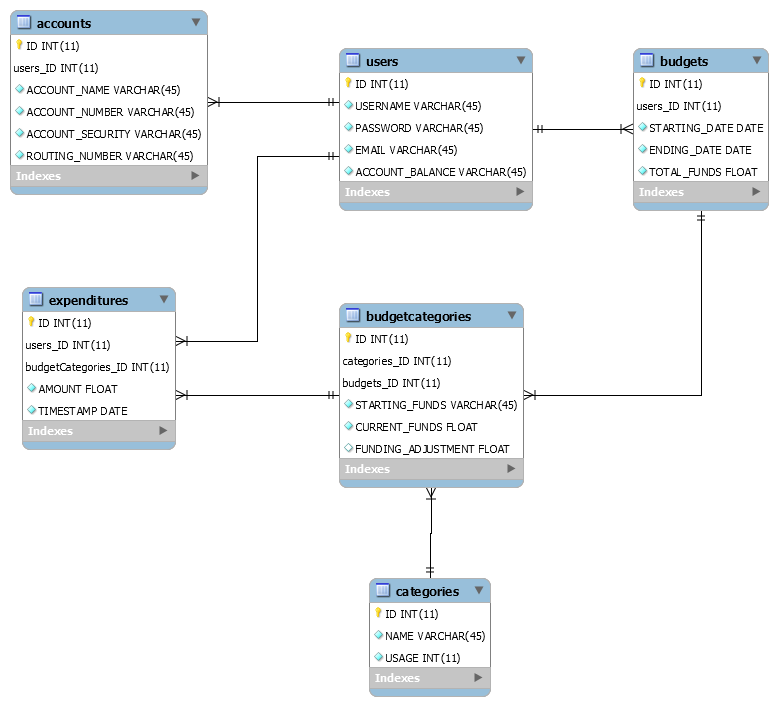 accounts
ID INT(11)
users_ID INT(11)
ACCOUNT_NAME VARCHAR(45)
ACCOUNT_NUMBER VARCHAR(45)
ACCOUNT_SECURITY VARCHAR(45)
ROUTING_NUMBER VARCHAR(45)
Indexes
users
ID INT(11)
USERNAME VARCHAR(45)
PASSWORD VARCHAR(45)
EMAIL VARCHAR(45)
ACCOUNT_BALANCE VARCHAR(45)
Indexes
budgets
ID INT(11)
users_ID INT(11)
STARTING_DATE DATE
ENDING_DATE DATE
TOTAL_FUNDS FLOAT
Indexes
expenditures
ID INT(11)
users_ID INT(11)
budgetCategories_ID INT(11)
AMOUNT FLOAT
TIMESTAMP DATE
Indexes
budgetcategories
ID INT(11)
categories_ID INT(11)
budgets_ID INT(11)
STARTING_FUNDS VARCHAR(45)
CURRENT_FUNDS FLOAT
FUNDING_ADJUSTMENT FLOAT
Indexes
categories
ID INT(11)
NAME VARCHAR(45)
USAGE INT(11)
Indexes